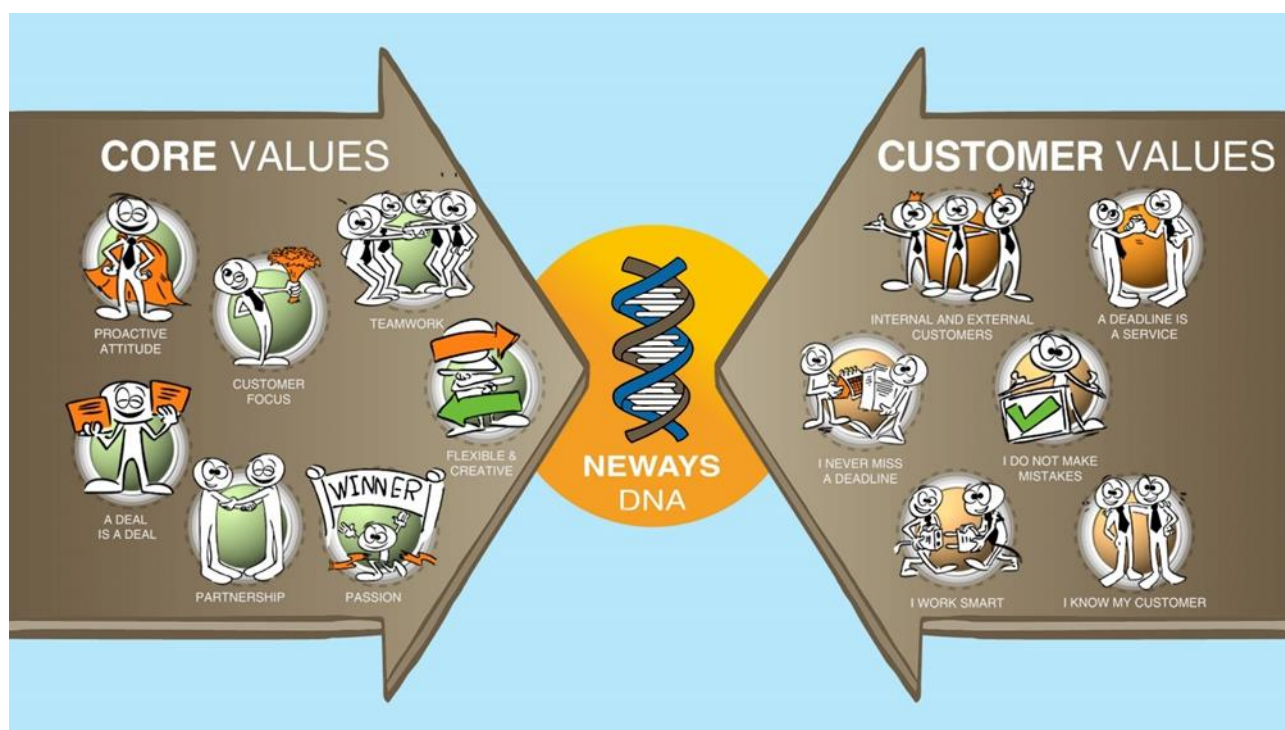 CORE VALUES
PROACTIVE
ATTITUDE
CUSTOMER
FOCUS
TEAMWORK
FLEXIBLE &
CREATIVE
A DEAL
IS A DEAL
PARTNERSHIP
WINNER
PASSION
NEWAYS
DNA
CUSTOMER VALUES
INTERNAL AND EXTERNAL
CUSTOMERS
A DEADLINE IS
A SERVICE
I NEVER MISS
A DEADLINE
I DO NOT MAKE
MISTAKES
I WORK SMART
I KNOW MY CUSTOMER